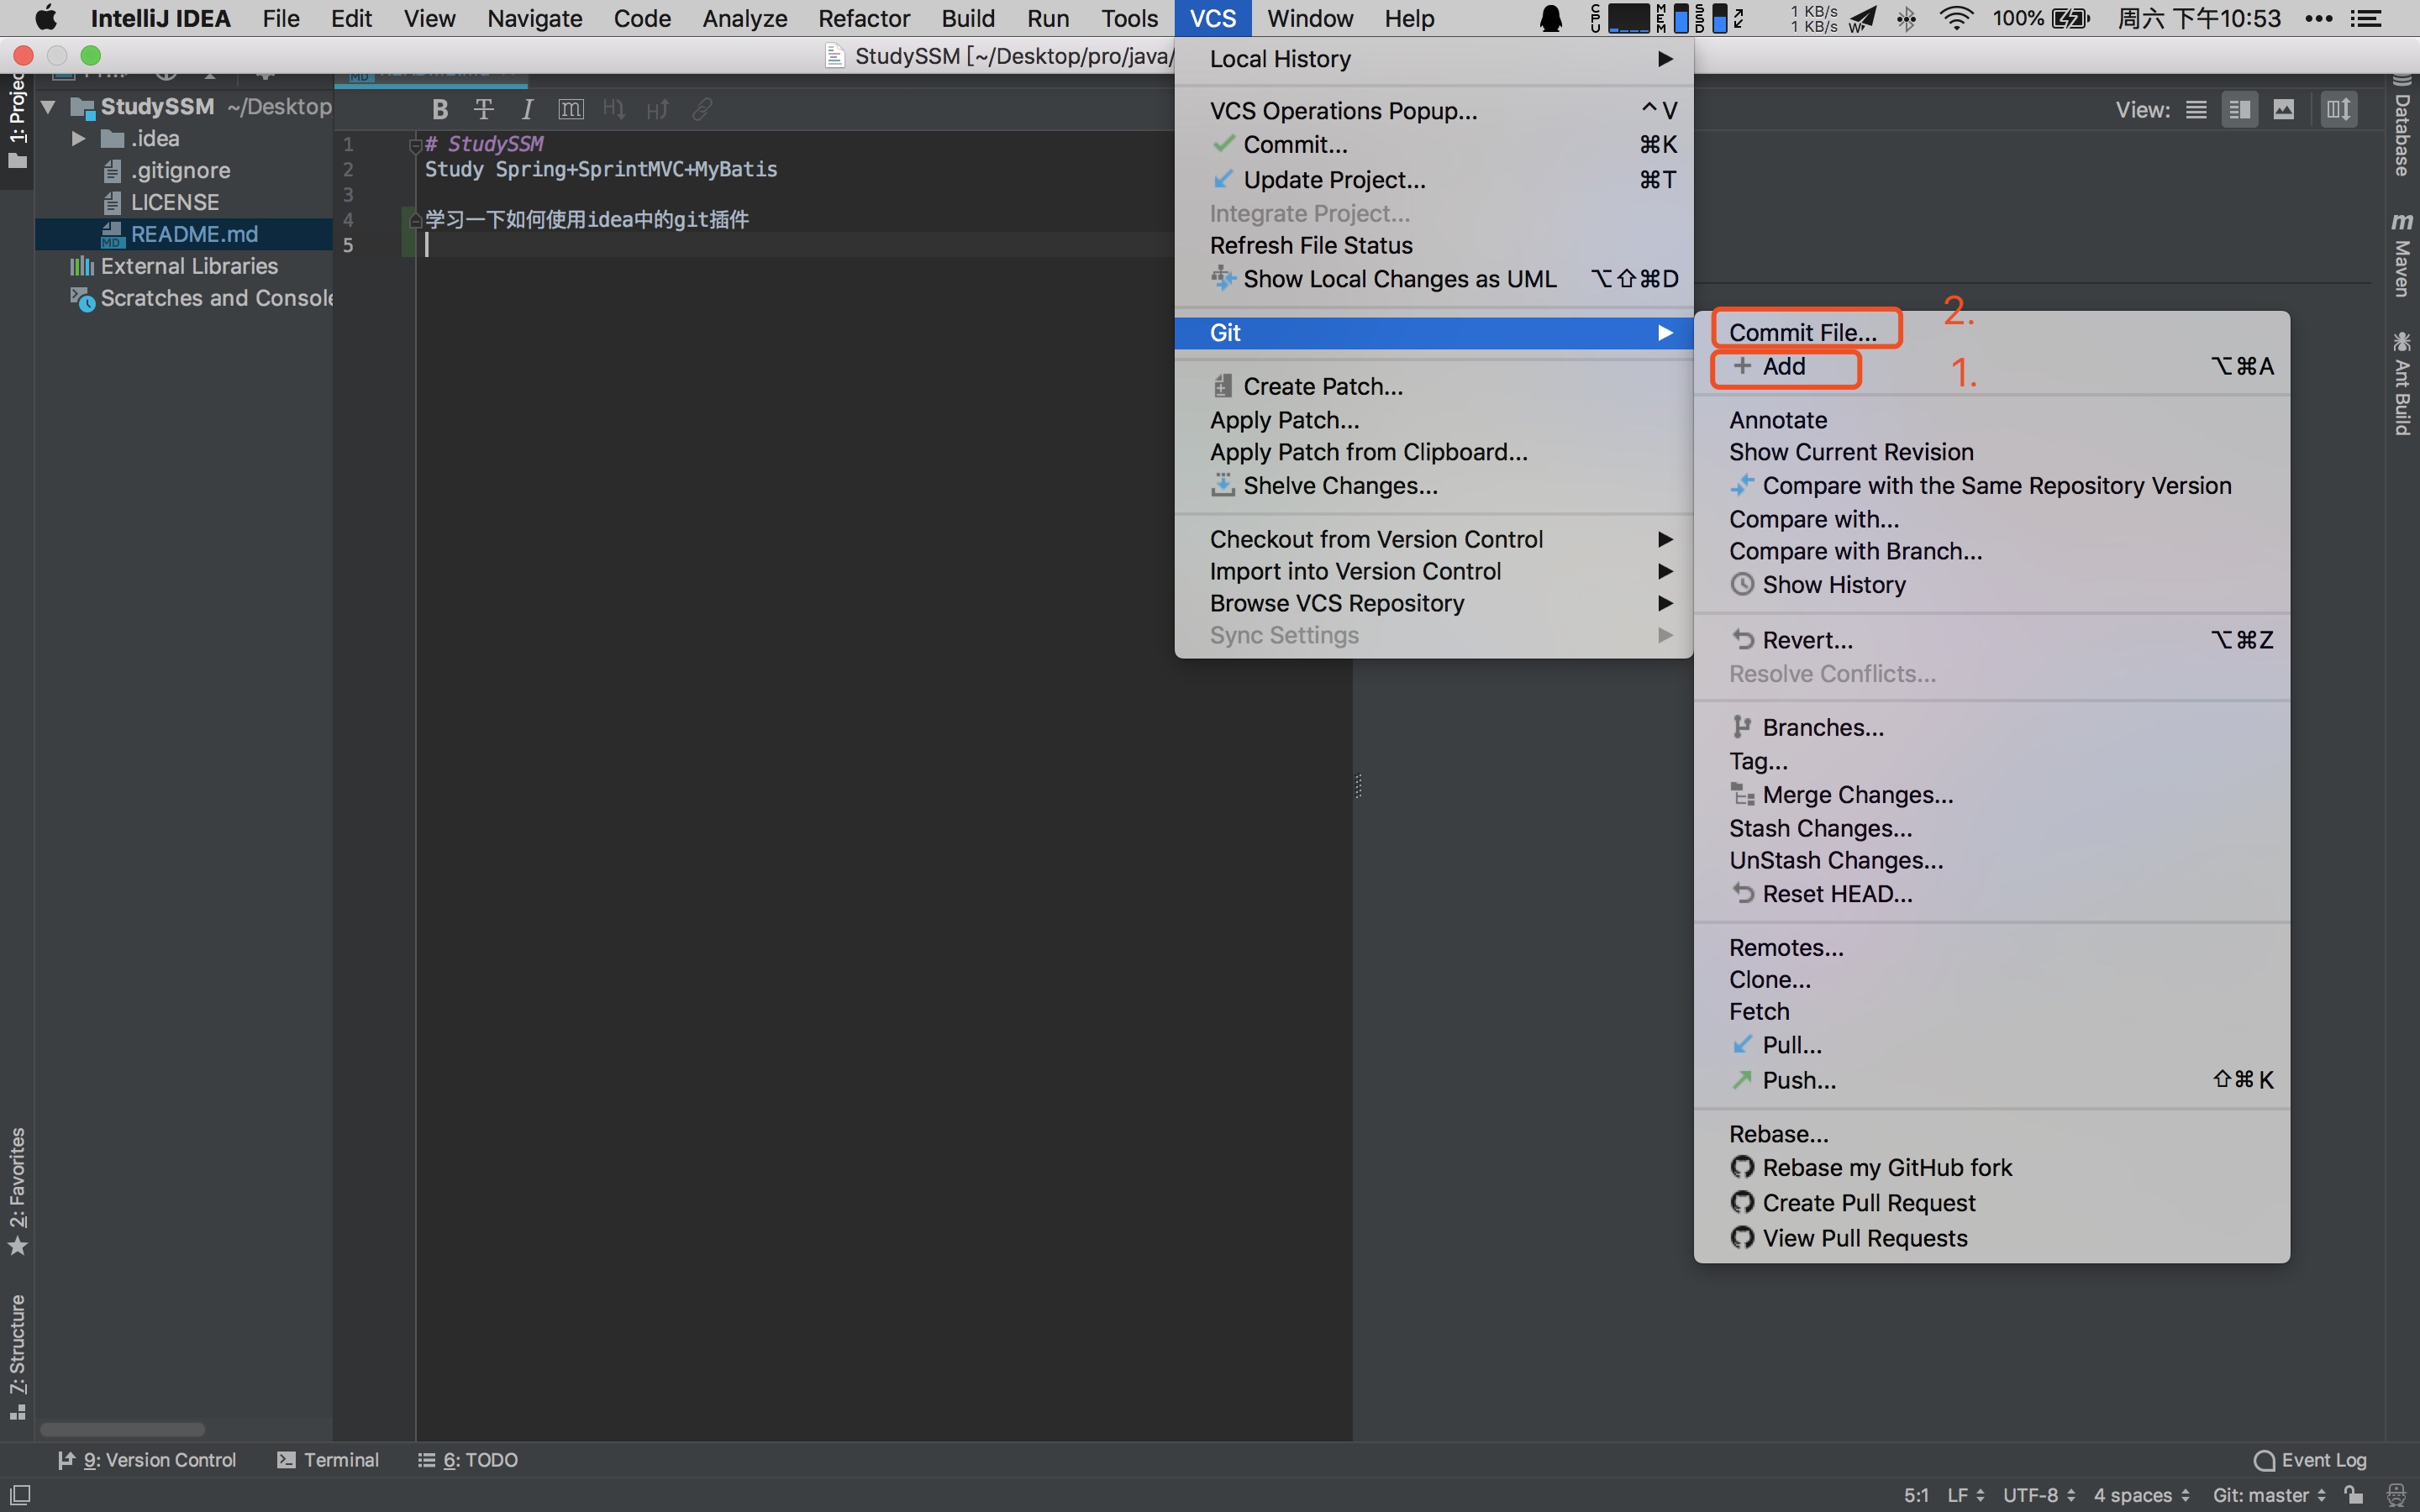 IntelliJ IDEA File Edit View Navigate Code Analyze Refactor Build Run Tools VCS Window Help
CPU MEM SSD 1 KB/s 1 KB/s W 100% 周六 下午10:53
StudySSM [~/Desktop/pro/java/
1: Project
StudySSM ~/Desktop
.idea
.gitignore
LICENSE
MD README.md
External Libraries
Scratches and Console
B T I m H H
View:
1 # StudySSM
2 Study Spring+SprintMVC+MyBatis
3
4 学习一下如何使用idea中的git插件
5
Local History
VCS Operations Popup... ^V
Commit... ⌘K
Update Project... ⌘T
Integrate Project...
Refresh File Status
Show Local Changes as UML ⌥⇧⌘D
Git
Create Patch...
Apply Patch...
Apply Patch from Clipboard...
Shelve Changes...
Checkout from Version Control
Import into Version Control
Browse VCS Repository
Sync Settings
Commit File... 2.
+ Add ⌥⌘A 1.
Annotate
Show Current Revision
Compare with the Same Repository Version
Compare with...
Compare with Branch...
Show History
Revert... ⌥⌘Z
Resolve Conflicts...
Branches...
Tag...
Merge Changes...
Stash Changes...
UnStash Changes...
Reset HEAD...
Remotes...
Clone...
Fetch
Pull...
Push... ⇧⌘K
Rebase...
Rebase my GitHub fork
Create Pull Request
View Pull Requests
Database
m Maven
Ant Build
2: Favorites
7: Structure
9: Version Control Terminal 6: TODO Event Log
5:1 LF UTF-8 4 spaces Git: master